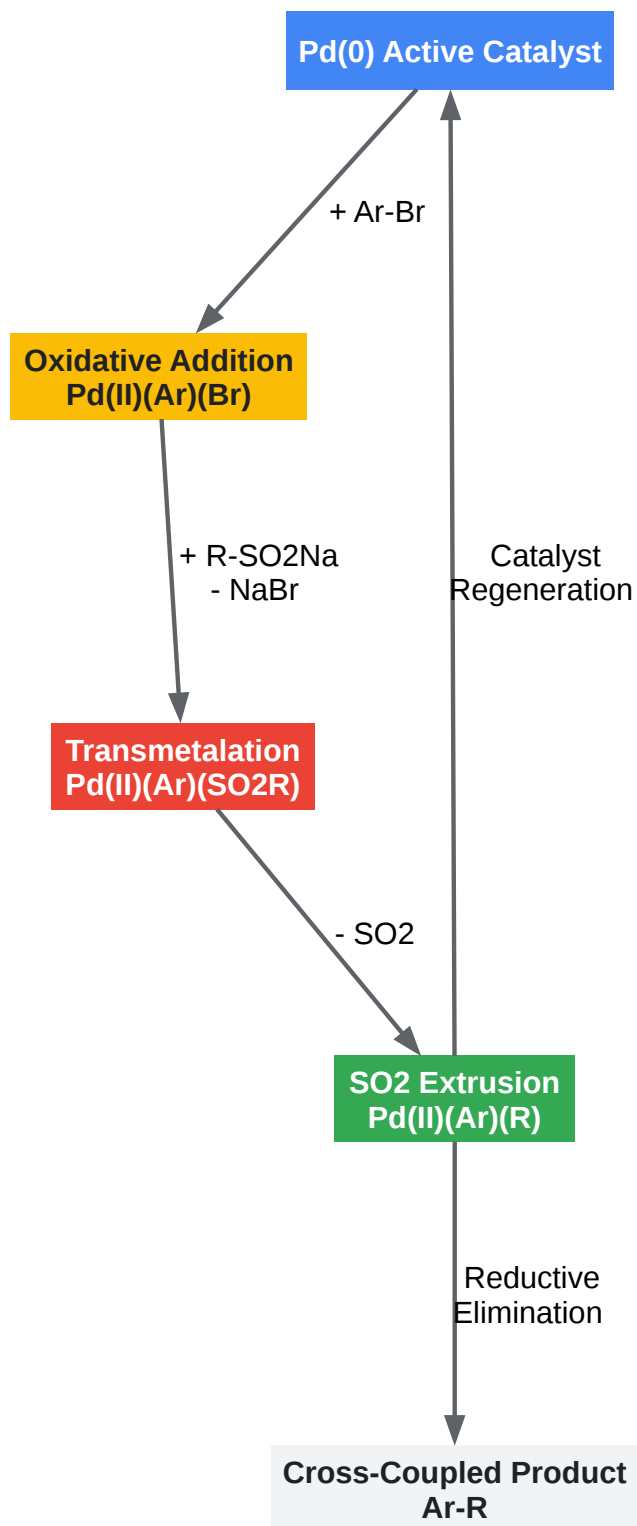 Pd(0) Active Catalyst
+ Ar-Br
Oxidative Addition
Pd(II)(Ar)(Br)
+ R-SO2Na
- NaBr
Catalyst
Regeneration
Transmetalation
Pd(II)(Ar)(SO2R)
- SO2
SO2 Extrusion
Pd(II)(Ar)(R)
Reductive
Elimination
Cross-Coupled Product
Ar-R